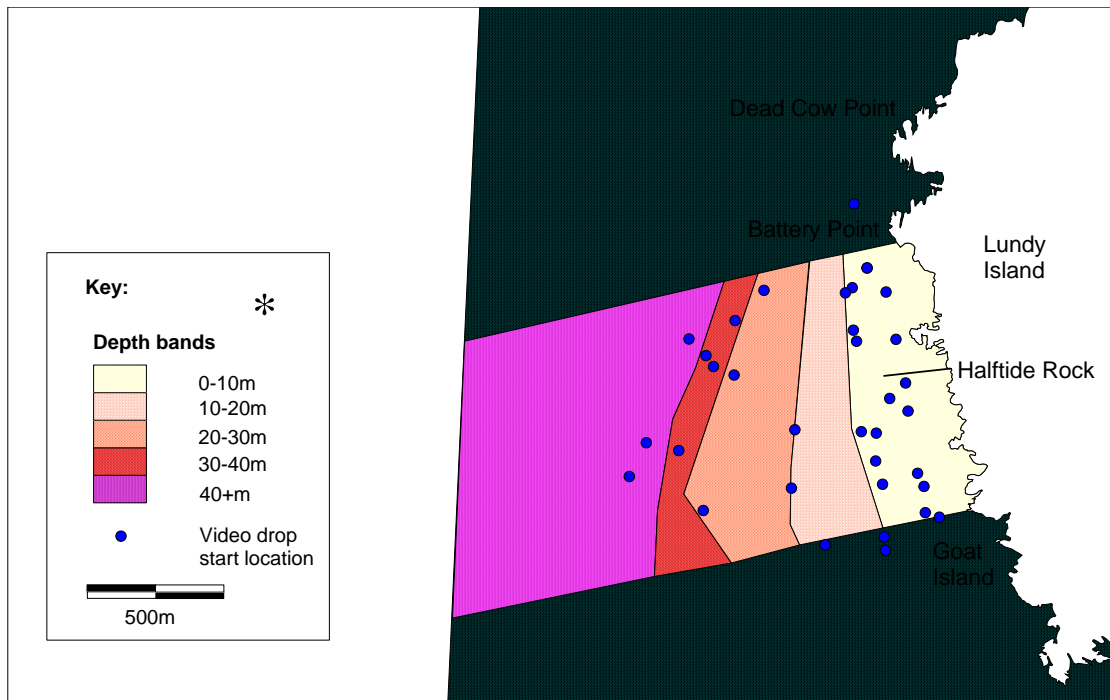 Dead Cow Point
Battery Point
Lundy
Island
Halftide Rock
Goat
Island
Key:
*
Depth bands
0-10m
10-20m
20-30m
30-40m
40+m
Video drop
start location
500m